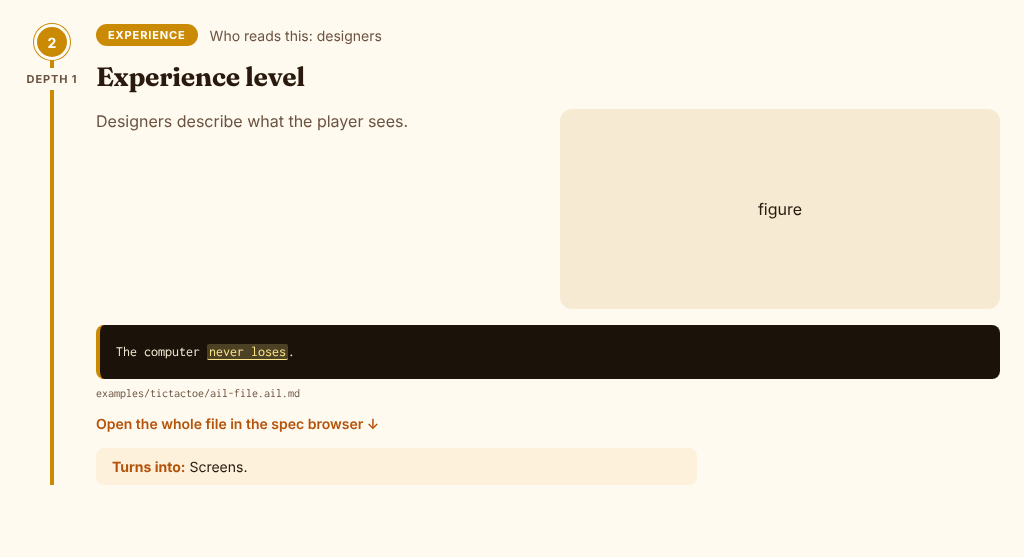 2
EXPERIENCE Who reads this: designers
DEPTH 1
Experience level
Designers describe what the player sees.
figure
The computer never loses.
examples/tictactoe/ail-file.ail.md
Open the whole file in the spec browser ↓
Turns into: Screens.